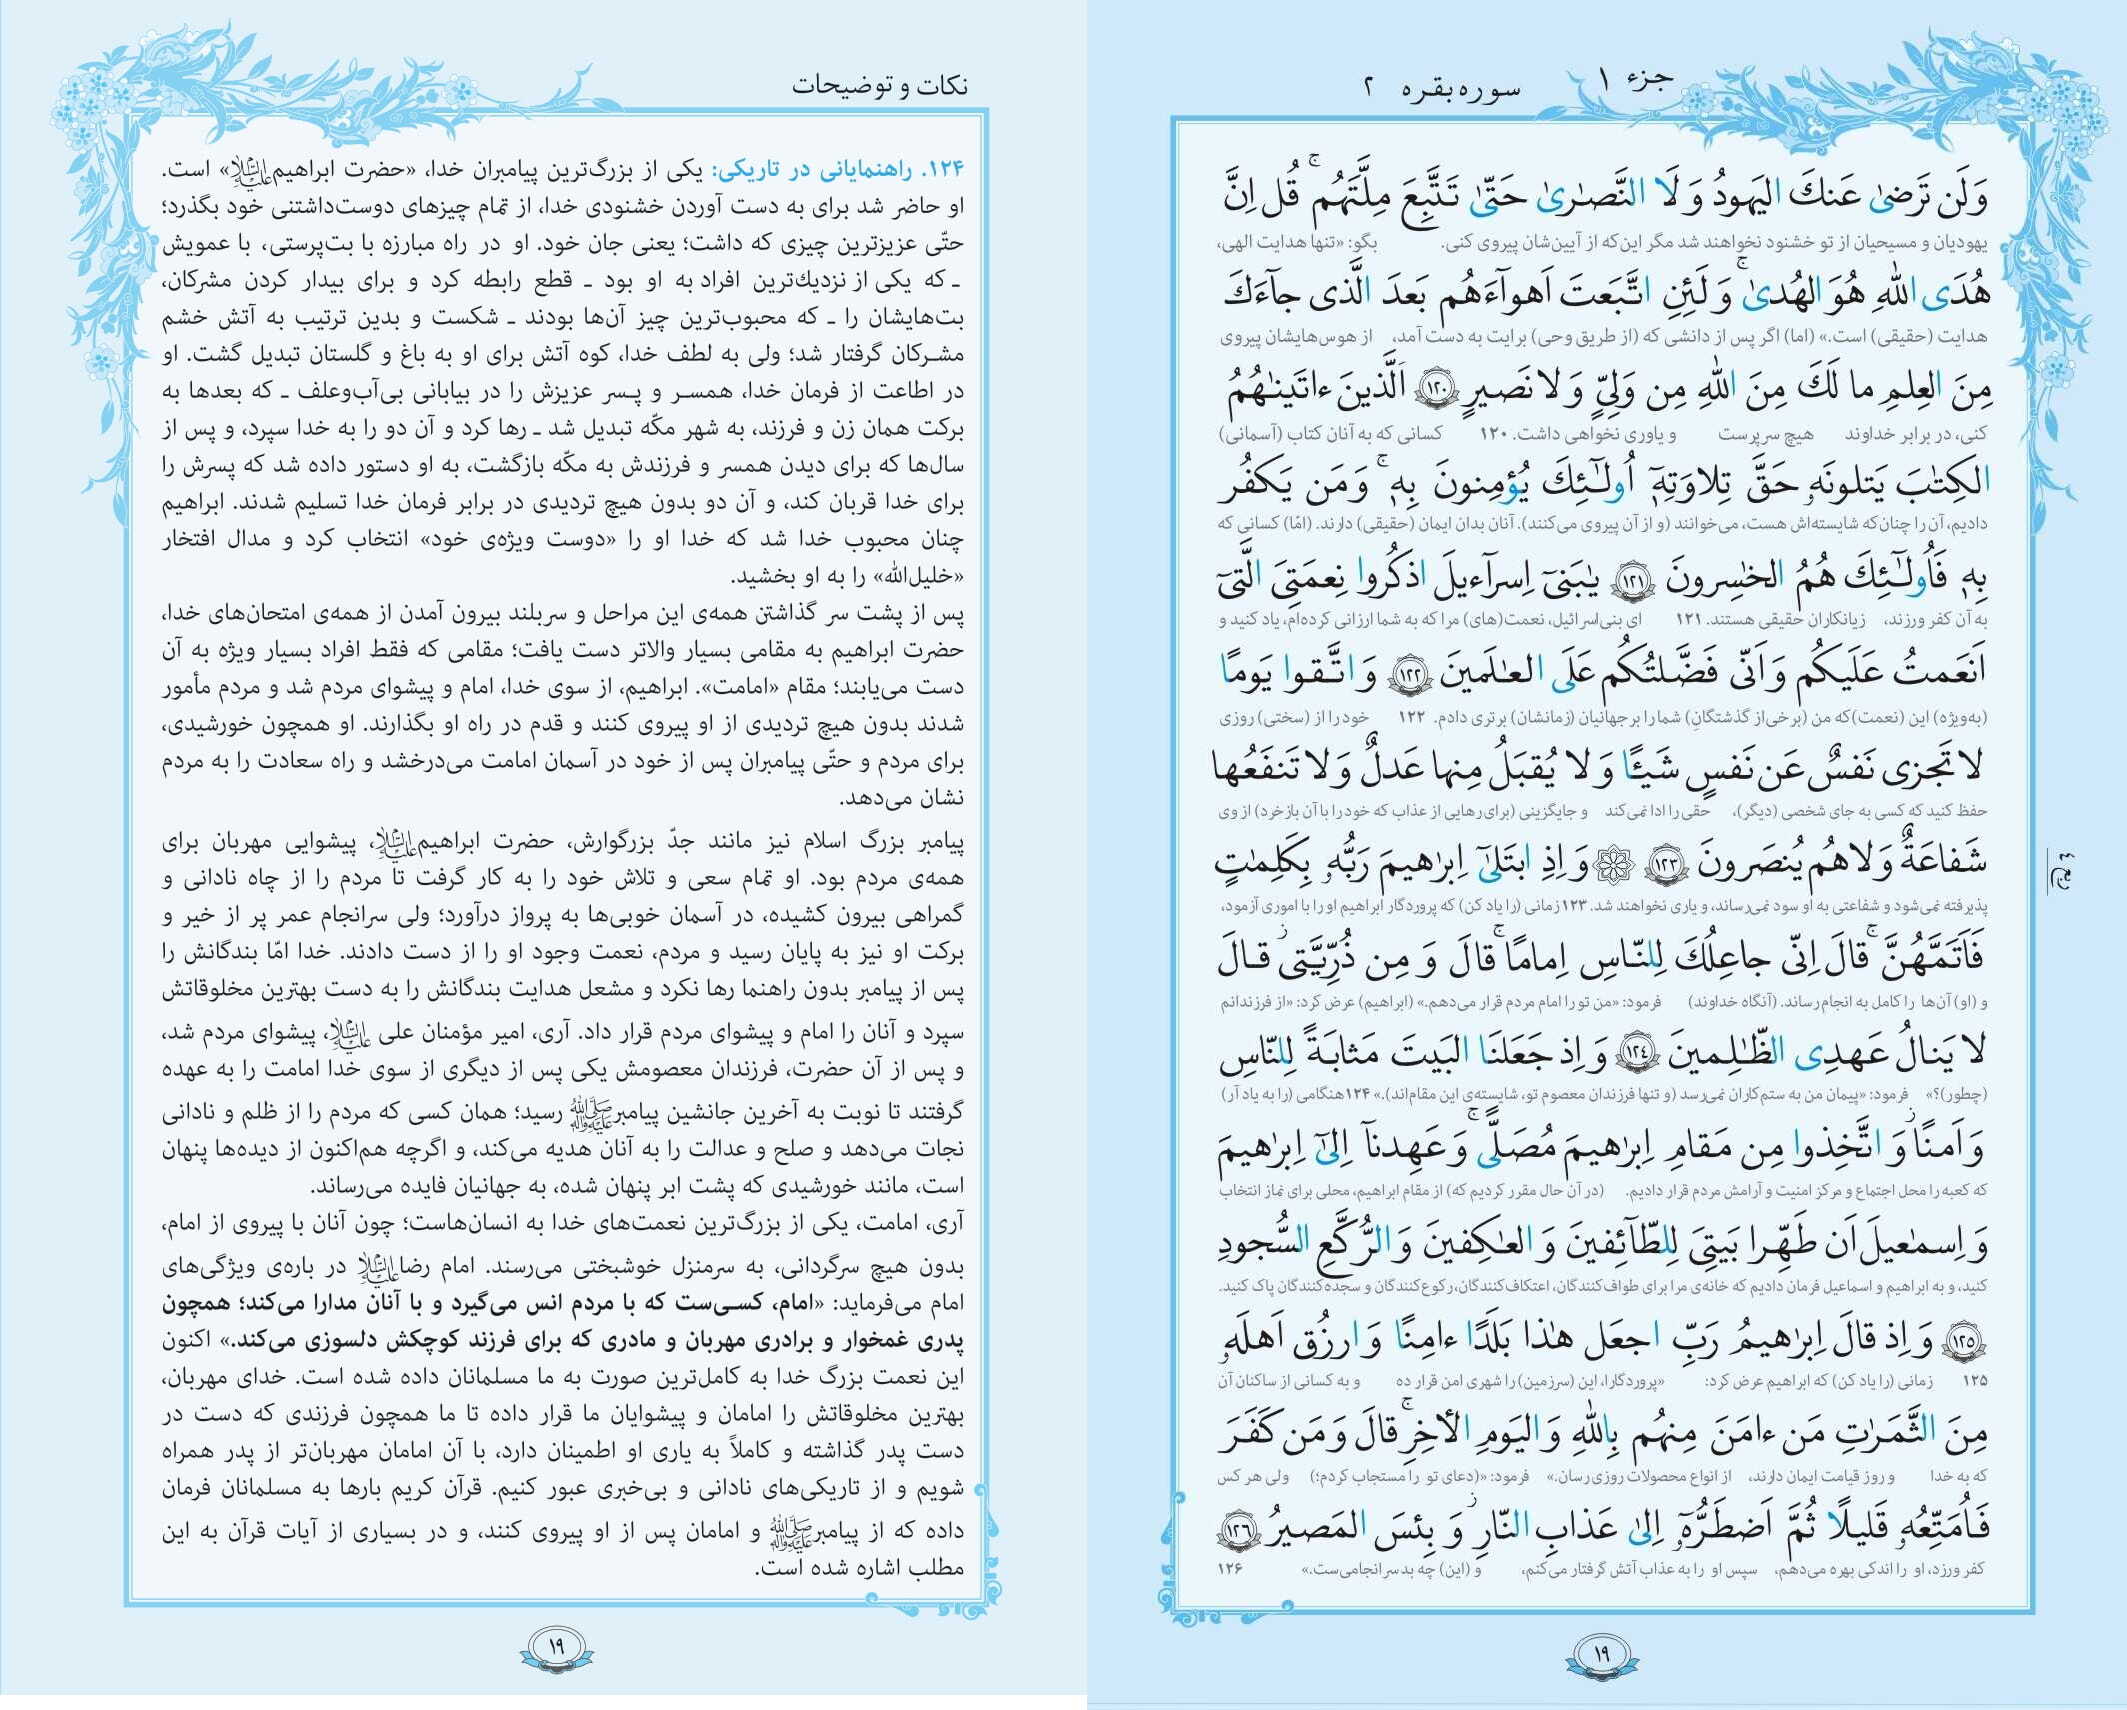 جزء ۱
سوره بقره ۲
وَلَن تَرضىٰ عَنكَ اليَهودُ وَ لَا النَّصـٰرىٰ حَتّىٰ تَتَّبِعَ مِلَّتَهُم ۚ قُل اِنَّ
یهودیان و مسیحیان از تو خشنود نخواهند شد مگر این‌که از آیین‌شان پیروی کنی. بگو: «تنها هدایت الهی،
هُدَى اللهِ هُوَ الهُدىٰ ۚ وَ لَئِنِ اتَّبَعتَ اَهوآءَهُم بَعدَ الَّذى جآءَكَ
هدایت (حقیقی) است.» (اما) اگر پس از دانشی که (از طریق وحی) برایت به دست آمد، از هوس‌هایشان پیروی
مِنَ العِلمِ ما لَكَ مِنَ اللهِ مِن وَلِىٍّ وَ لا نَصيرٍ ﴿۱۲۰﴾ اَلَّذينَ ءاتَينـٰهُمُ
کنی، در برابر خداوند هیچ سرپرست و یاوری نخواهی داشت. ۱۲۰ کسانی که به آنان کتاب (آسمانی)
الكِتـٰبَ يَتلونَهو حَقَّ تِلاوَتِهٓ اُولـٰٓئِكَ يُؤمِنونَ بِهٖ ۚ وَمَن يَكفُر
دادیم، آن را چنان‌که شایسته‌اش هست، می‌خوانند (و از آن پیروی می‌کنند). آنان بدان ایمان (حقیقی) دارند. (امّا) کسانی که
بِهٖ فَاُولـٰٓئِكَ هُمُ الخـٰسِرونَ ﴿۱۲۱﴾ يـٰبَنىٓ اِسرآءيلَ اذكُروا نِعمَتِىَ الَّتىٓ
به آن کفر ورزند، زیانکاران حقیقی هستند. ۱۲۱ ای بنی‌اسرائیل، نعمت(های) مرا که به شما ارزانی کرده‌ام، یاد کنید و
اَنعَمتُ عَلَيكُم وَ اَنّى فَضَّلتُكُم عَلَى العـٰلَمينَ ﴿۱۲۲﴾ وَ اتَّقوا يَومًا
(به‌ویژه) این (نعمت) که من (برخی از گذشتگانِ) شما را بر جهانیان (زمانشان) برتری دادم. ۱۲۲ خود را از (سختی) روزی
لا تَجزى نَفسٌ عَن نَفسٍ شَيـًٔا وَ لا يُقبَلُ مِنها عَدلٌ وَ لا تَنفَعُها
حفظ کنید که کسی به جای شخصی (دیگر)، حقی را ادا نمی‌کند و جایگزینی (برای رهایی از عذاب که خود را با آن بازخرد) از وی
شَفاعَةٌ وَ لا هُم يُنصَرونَ ﴿۱۲۳﴾ وَ اِذِ ابتَلىٰٓ اِبرٰهيمَ رَبُّهو بِكَلِمـٰتٍ
پذیرفته نمی‌شود و شفاعتی به او سود نمی‌رساند، و یاری نخواهند شد. ۱۲۳ زمانی (را یاد کن) که پروردگار ابراهیم او را با اموری آزمود،
فَاَتَمَّهُنَّ ۚ قالَ اِنّى جاعِلُكَ لِلنّاسِ اِمامًا ۚ قالَ وَ مِن ذُرِّيَّتى ز قالَ
و (او) آن‌ها را کامل به انجام رساند. (آنگاه خداوند) فرمود: «من تو را امام مردم قرار می‌دهم.» (ابراهیم) عرض کرد: «از فرزندانم
لا يَنالُ عَهدِى الظّـٰلِمينَ ﴿۱۲۴﴾ وَ اِذ جَعَلنَا البَيتَ مَثابَةً لِلنّاسِ
(چطور)؟» فرمود: «پیمان من به ستم‌کاران نمی‌رسد (و تنها فرزندان معصوم تو، شایسته‌ی این مقام‌اند).» ۱۲۴ هنگامی (را به یاد آر)
وَ اَمنًا ز وَ اتَّخِذوا مِن مَقامِ اِبرٰهيمَ مُصَلًّى ۚ وَ عَهِدنآ اِلىٰٓ اِبرٰهيمَ
که کعبه را محل اجتماع و مرکز امنیت و آرامش مردم قرار دادیم. (در آن حال مقرر کردیم که) از مقام ابراهیم، محلی برای نماز انتخاب
وَ اِسمـٰعيلَ اَن طَهِّرا بَيتِىَ لِلطّآئِفينَ وَ العـٰكِفينَ وَ الرُّكَّعِ السُّجودِ
کنید، و به ابراهیم و اسماعیل فرمان دادیم که خانه‌ی مرا برای طواف‌کنندگان، اعتکاف‌کنندگان، رکوع‌کنندگان و سجده‌کنندگان پاک کنید.
﴿۱۲۵﴾ وَ اِذ قالَ اِبرٰهيمُ رَبِّ اجعَل هـٰذا بَلَدًا ءامِنًا وَ ارزُق اَهلَهو
۱۲۵ زمانی (را یاد کن) که ابراهیم عرض کرد: «پروردگارا، این (سرزمین) را شهری امن قرار ده و به کسانی از ساکنان آن
مِنَ الثَّمَرٰتِ مَن ءامَنَ مِنهُم بِاللهِ وَ اليَومِ الأخِرِ ۚ قالَ وَ مَن كَفَرَ
که به خدا و روز قیامت ایمان دارند، از انواع محصولات روزی رسان.» فرمود: «(دعای تو را مستجاب کردم؛) ولی هر کس
فَاُمَتِّعُهو قَليلًا ثُمَّ اَضطَرُّهٓو اِلىٰ عَذابِ النّارِ ز وَ بِئسَ المَصيرُ ﴿۱۲۶﴾
کفر ورزد، او را اندکی بهره می‌دهم، سپس او را به عذاب آتش گرفتار می‌کنم، و (این) چه بد سرانجامی‌ست.» ۱۲۶
۱۹
نکات و توضیحات
۱۲۴. راهنمایانی در تاریکی: یکی از بزرگ‌ترین پیامبران خدا، «حضرت ابراهیم علیه‌السلام» است.
او حاضر شد برای به دست آوردن خشنودی خدا، از تمام چیزهای دوست‌داشتنی خود بگذرد؛
حتّی عزیزترین چیزی که داشت؛ یعنی جان خود. او در راه مبارزه با بت‌پرستی، با عمویش
ـ که یکی از نزدیك‌ترین افراد به او بود ـ قطع رابطه کرد و برای بیدار کردن مشرکان،
بت‌هایشان را ـ که محبوب‌ترین چیز آن‌ها بودند ـ شکست و بدین ترتیب به آتش خشم
مشرکان گرفتار شد؛ ولی به لطف خدا، کوه آتش برای او به باغ و گلستان تبدیل گشت. او
در اطاعت از فرمان خدا، همسر و پسر عزیزش را در بیابانی بی‌آب‌وعلف ـ که بعدها به
برکت همان زن و فرزند، به شهر مکّه تبدیل شد ـ رها کرد و آن دو را به خدا سپرد، و پس از
سال‌ها که برای دیدن همسر و فرزندش به مکّه بازگشت، به او دستور داده شد که پسرش را
برای خدا قربان کند، و آن دو بدون هیچ تردیدی در برابر فرمان خدا تسلیم شدند. ابراهیم
چنان محبوب خدا شد که خدا او را «دوست ویژه‌ی خود» انتخاب کرد و مدال افتخار
«خلیل‌الله» را به او بخشید.
پس از پشت سر گذاشتن همه‌ی این مراحل و سربلند بیرون آمدن از همه‌ی امتحان‌های خدا،
حضرت ابراهیم به مقامی بسیار والاتر دست یافت؛ مقامی که فقط افراد بسیار ویژه به آن
دست می‌یابند؛ مقام «امامت». ابراهیم، از سوی خدا، امام و پیشوای مردم شد و مردم مأمور
شدند بدون هیچ تردیدی از او پیروی کنند و قدم در راه او بگذارند. او همچون خورشیدی،
برای مردم و حتّی پیامبران پس از خود در آسمان امامت می‌درخشد و راه سعادت را به مردم
نشان می‌دهد.
پیامبر بزرگ اسلام نیز مانند جدّ بزرگوارش، حضرت ابراهیم علیه‌السلام، پیشوایی مهربان برای
همه‌ی مردم بود. او تمام سعی و تلاش خود را به کار گرفت تا مردم را از چاه نادانی و
گمراهی بیرون کشیده، در آسمان خوبی‌ها به پرواز درآورد؛ ولی سرانجام عمر پر از خیر و
برکت او نیز به پایان رسید و مردم، نعمت وجود او را از دست دادند. خدا امّا بندگانش را
پس از پیامبر بدون راهنما رها نکرد و مشعل هدایت بندگانش را به دست بهترین مخلوقاتش
سپرد و آنان را امام و پیشوای مردم قرار داد. آری، امیر مؤمنان علی علیه‌السلام، پیشوای مردم شد،
و پس از آن حضرت، فرزندان معصومش یکی پس از دیگری از سوی خدا امامت را به عهده
گرفتند تا نوبت به آخرین جانشین پیامبر صلی‌الله‌علیه‌وآله رسید؛ همان کسی که مردم را از ظلم و نادانی
نجات می‌دهد و صلح و عدالت را به آنان هدیه می‌کند، و اگرچه هم‌اکنون از دیده‌ها پنهان
است، مانند خورشیدی که پشت ابر پنهان شده، به جهانیان فایده می‌رساند.
آری، امامت، یکی از بزرگ‌ترین نعمت‌های خدا به انسان‌هاست؛ چون آنان با پیروی از امام،
بدون هیچ سرگردانی، به سرمنزل خوشبختی می‌رسند. امام رضا علیه‌السلام در باره‌ی ویژگی‌های
امام می‌فرماید: «امام، کسی‌ست که با مردم انس می‌گیرد و با آنان مدارا می‌کند؛ همچون
پدری غمخوار و برادری مهربان و مادری که برای فرزند کوچکش دلسوزی می‌کند.» اکنون
این نعمت بزرگ خدا به کامل‌ترین صورت به ما مسلمانان داده شده است. خدای مهربان،
بهترین مخلوقاتش را امامان و پیشوایان ما قرار داده تا ما همچون فرزندی که دست در
دست پدر گذاشته و کاملاً به یاری او اطمینان دارد، با آن امامان مهربان‌تر از پدر همراه
شویم و از تاریکی‌های نادانی و بی‌خبری عبور کنیم. قرآن کریم بارها به مسلمانان فرمان
داده که از پیامبر صلی‌الله‌علیه‌وآله و امامان پس از او پیروی کنند، و در بسیاری از آیات قرآن به این
مطلب اشاره شده است.
۱۹